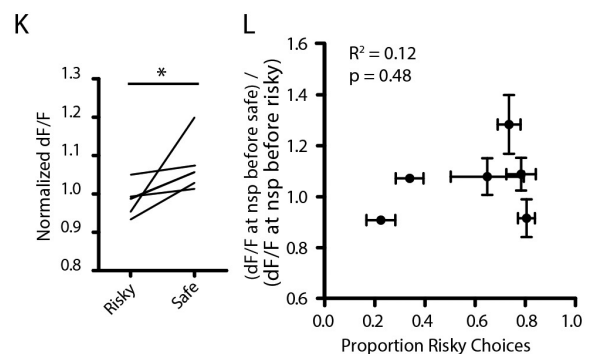 K
Normalized dF/F
1.3
1.2
1.1
1.0
0.9
0.8
*
Risky
Safe
L
(dF/F at nsp before safe) /
(dF/F at nsp before risky)
1.6
1.4
1.2
1.0
0.8
0.6
R² = 0.12
p = 0.48
0.0
0.2
0.4
0.6
0.8
1.0
Proportion Risky Choices